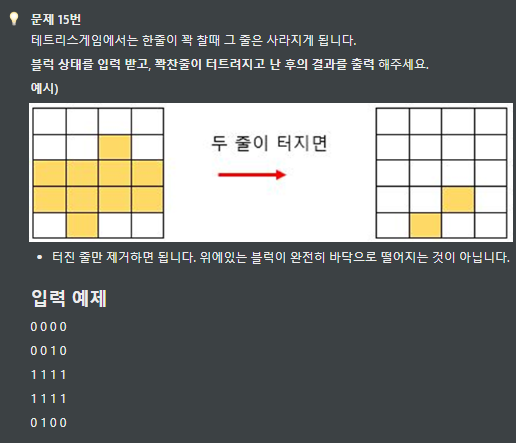 문제 15번
테트리스게임에서는 한줄이 꽉 찰때 그 줄은 사라지게 됩니다.
블럭 상태를 입력 받고, 꽉찬줄이 터트려지고 난 후의 결과를 출력 해주세요.
예시)
두 줄이 터지면
• 터진 줄만 제거하면 됩니다. 위에있는 블럭이 완전히 바닥으로 떨어지는 것이 아닙니다.
입력 예제
0 0 0 0
0 0 1 0
1 1 1 1
1 1 1 1
0 1 0 0